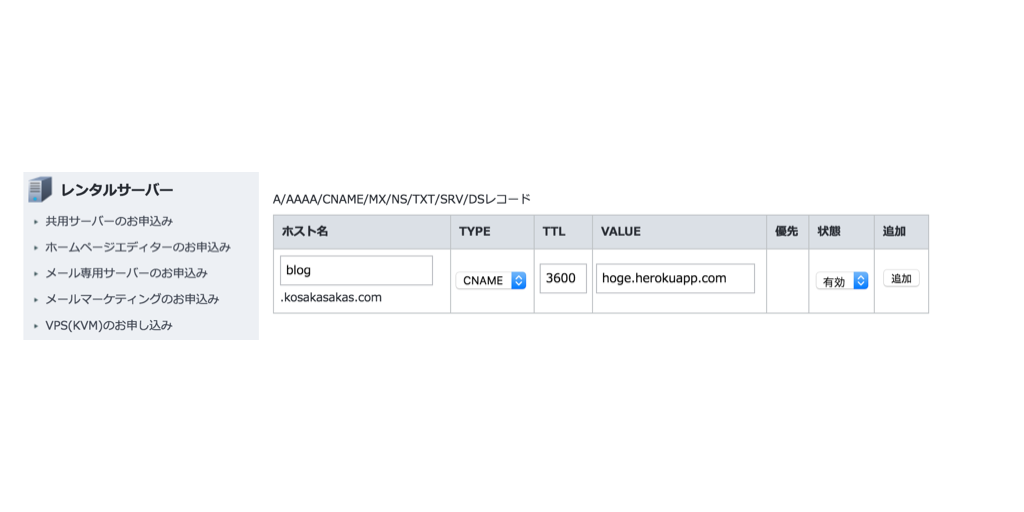 レンタルサーバー
共用サーバーのお申込み
ホームページエディターのお申込み
メール専用サーバーのお申込み
メールマーケティングのお申込み
VPS(KVM)のお申し込み
A/AAAA/CNAME/MX/NS/TXT/SRV/DSレコード
ホスト名 TYPE TTL VALUE 優先 状態 追加
blog CNAME 3600 hoge.herokuapp.com 有効 追加
.kosakasakas.com